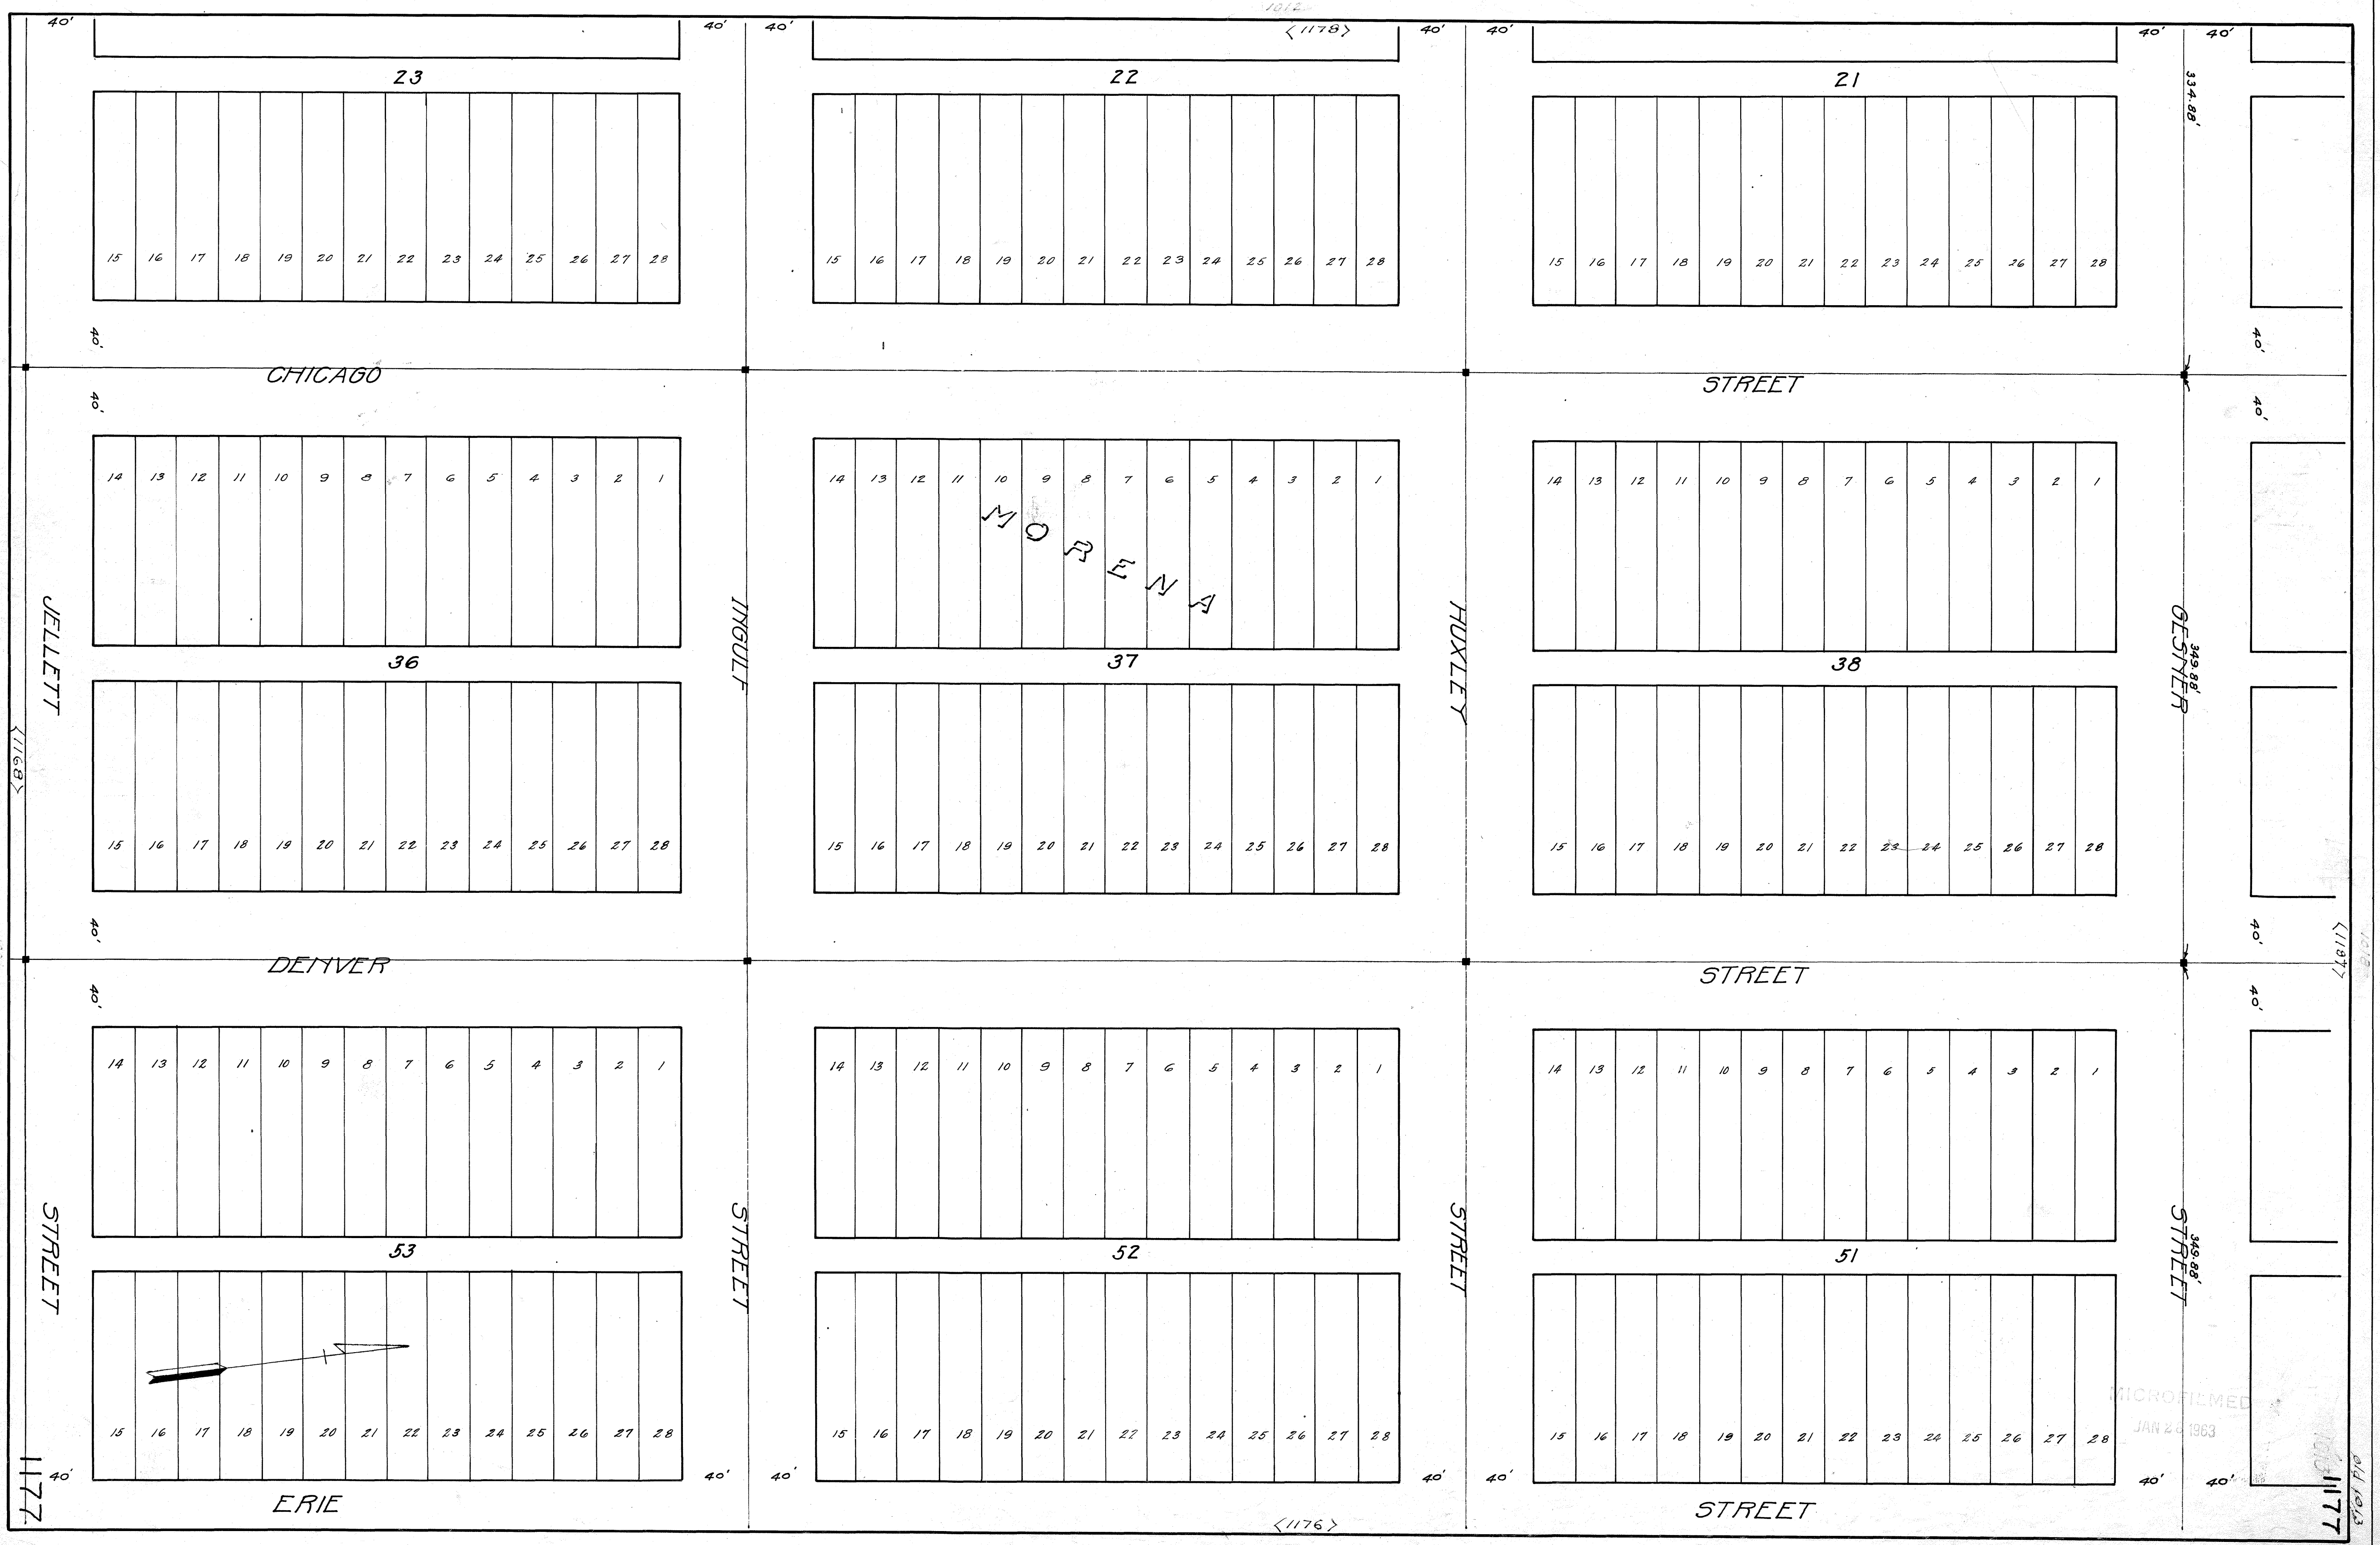 1012
40' 40' 40' <1178> 40' 40' 40' 40'
23 22 21
334.88'
15 16 17 18 19 20 21 22 23 24 25 26 27 28
15 16 17 18 19 20 21 22 23 24 25 26 27 28
15 16 17 18 19 20 21 22 23 24 25 26 27 28
40' 40'
CHICAGO STREET
40' 40'
14 13 12 11 10 9 8 7 6 5 4 3 2 1
14 13 12 11 10 9 8 7 6 5 4 3 2 1
14 13 12 11 10 9 8 7 6 5 4 3 2 1
MORENA
JELLETT
INGULF
HUXLEY
GESNER
349.88'
36 37 38
<1168>
15 16 17 18 19 20 21 22 23 24 25 26 27 28
15 16 17 18 19 20 21 22 23 24 25 26 27 28
15 16 17 18 19 20 21 22 23 24 25 26 27 28
40' 40'
<1187>
DENVER STREET
40' 40'
14 13 12 11 10 9 8 7 6 5 4 3 2 1
14 13 12 11 10 9 8 7 6 5 4 3 2 1
14 13 12 11 10 9 8 7 6 5 4 3 2 1
STREET
STREET
STREET
STREET
349.88'
53 52 51
15 16 17 18 19 20 21 22 23 24 25 26 27 28
15 16 17 18 19 20 21 22 23 24 25 26 27 28
15 16 17 18 19 20 21 22 23 24 25 26 27 28
MICROFILMED
JAN 1963
40' 40' 40' 40' 40' 40' 40'
ERIE STREET
<1176>
1177
1177
old 1013